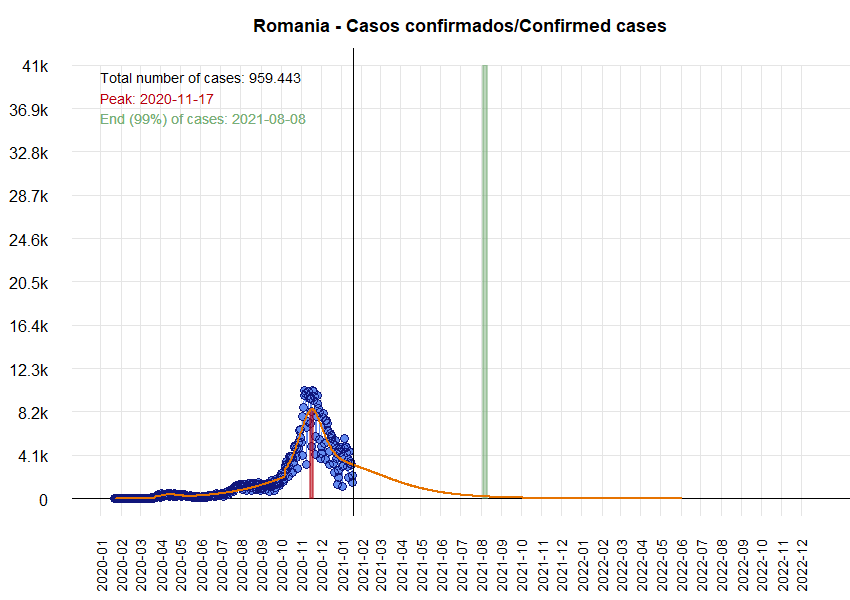 Romania - Casos confirmados/Confirmed cases
Total number of cases: 959.443
Peak: 2020-11-17
End (99%) of cases: 2021-08-08
41k
36.9k
32.8k
28.7k
24.6k
20.5k
16.4k
12.3k
8.2k
4.1k
0
2020-01
2020-02
2020-03
2020-04
2020-05
2020-06
2020-07
2020-08
2020-09
2020-10
2020-11
2020-12
2021-01
2021-02
2021-03
2021-04
2021-05
2021-06
2021-07
2021-08
2021-09
2021-10
2021-11
2021-12
2022-01
2022-02
2022-03
2022-04
2022-05
2022-06
2022-07
2022-08
2022-09
2022-10
2022-11
2022-12